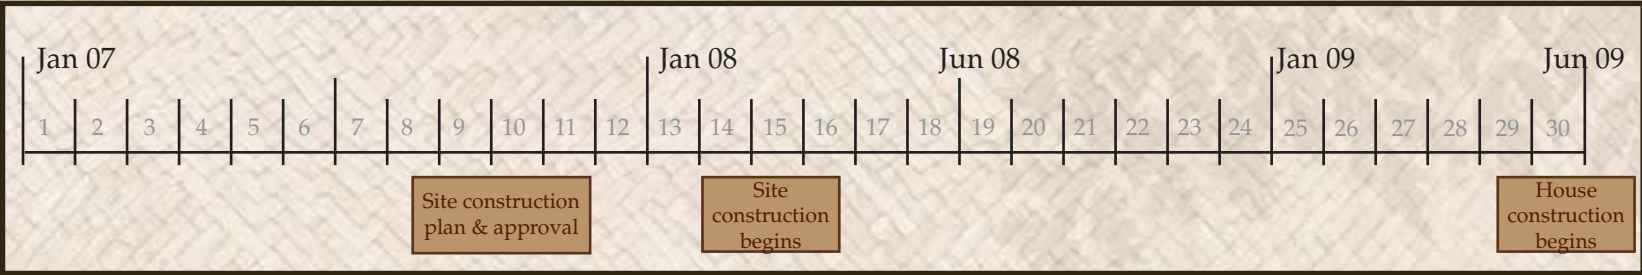 Jan 07 Jan 08 Jun 08 Jan 09 Jun 09
1 2 3 4 5 6 7 8 9 10 11 12 13 14 15 16 17 18 19 20 21 22 23 24 25 26 27 28 29 30
Site construction
plan & approval
Site
construction
begins
House
construction
begins